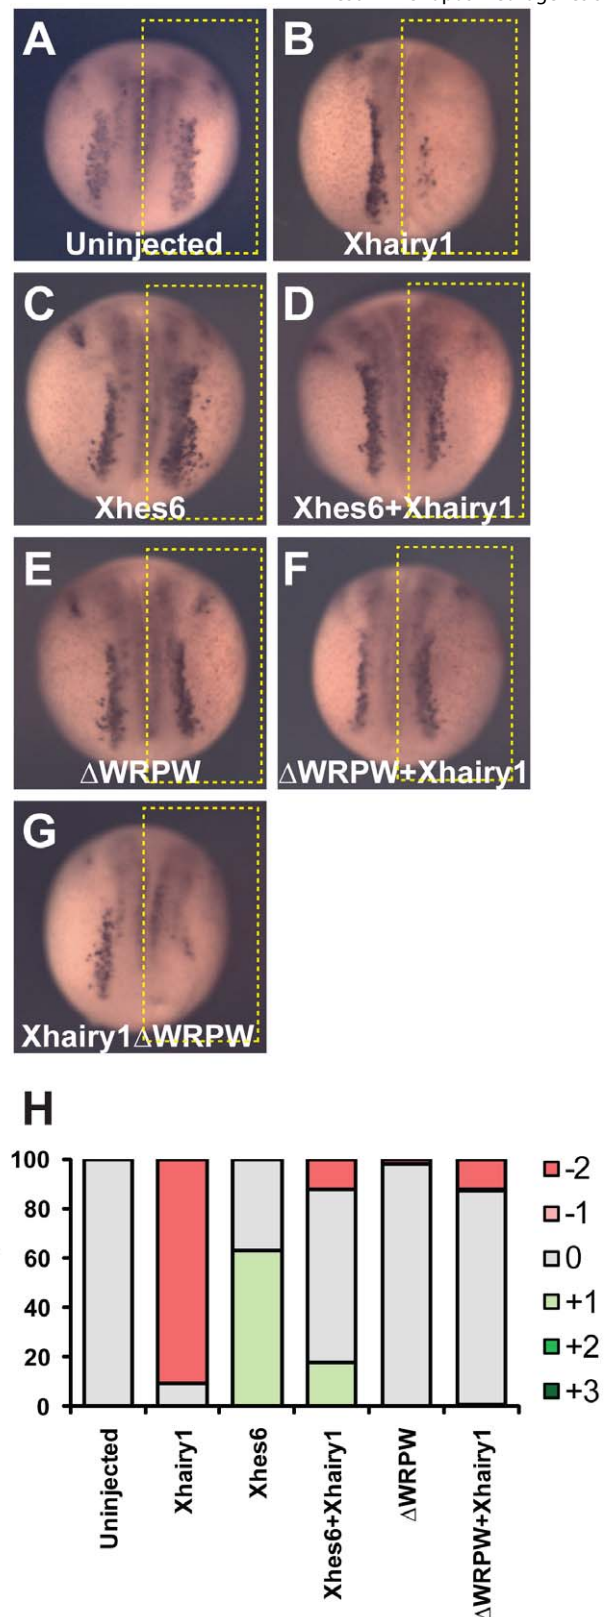 A
Uninjected
B
Xhairy1
C
Xhes6
D
Xhes6+Xhairy1
E
ΔWRPW
F
ΔWRPW+Xhairy1
G
Xhairy1ΔWRPW
H
100
80
60
40
20
0
Uninjected
Xhairy1
Xhes6
Xhes6+Xhairy1
ΔWRPW
ΔWRPW+Xhairy1
-2
-1
0
+1
+2
+3